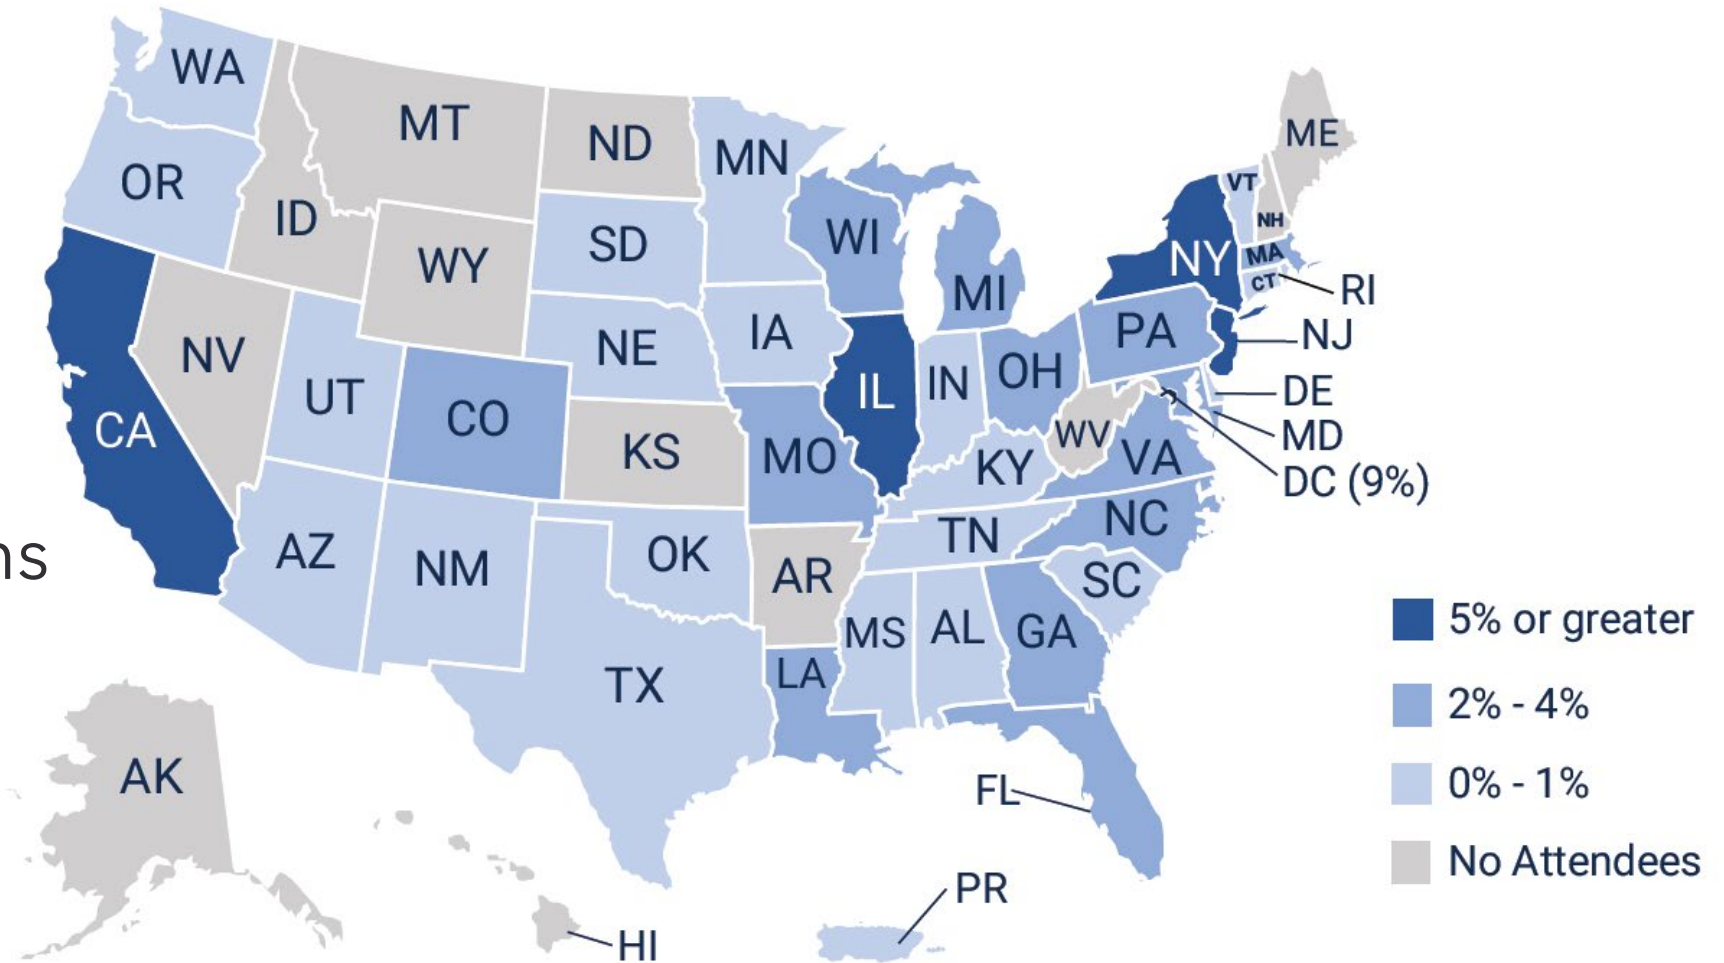 WA
MT
ND
MN
ME
OR
ID
WY
SD
WI
MI
VT
NH
NY
MA
CT
RI
NJ
NV
UT
CO
NE
IA
IL
IN
OH
PA
DE
MD
DC (9%)
CA
KS
MO
KY
WV
VA
ns
AZ
NM
OK
AR
TN
NC
SC
TX
LA
MS
AL
GA
FL
AK
HI
PR
5% or greater
2% - 4%
0% - 1%
No Attendees